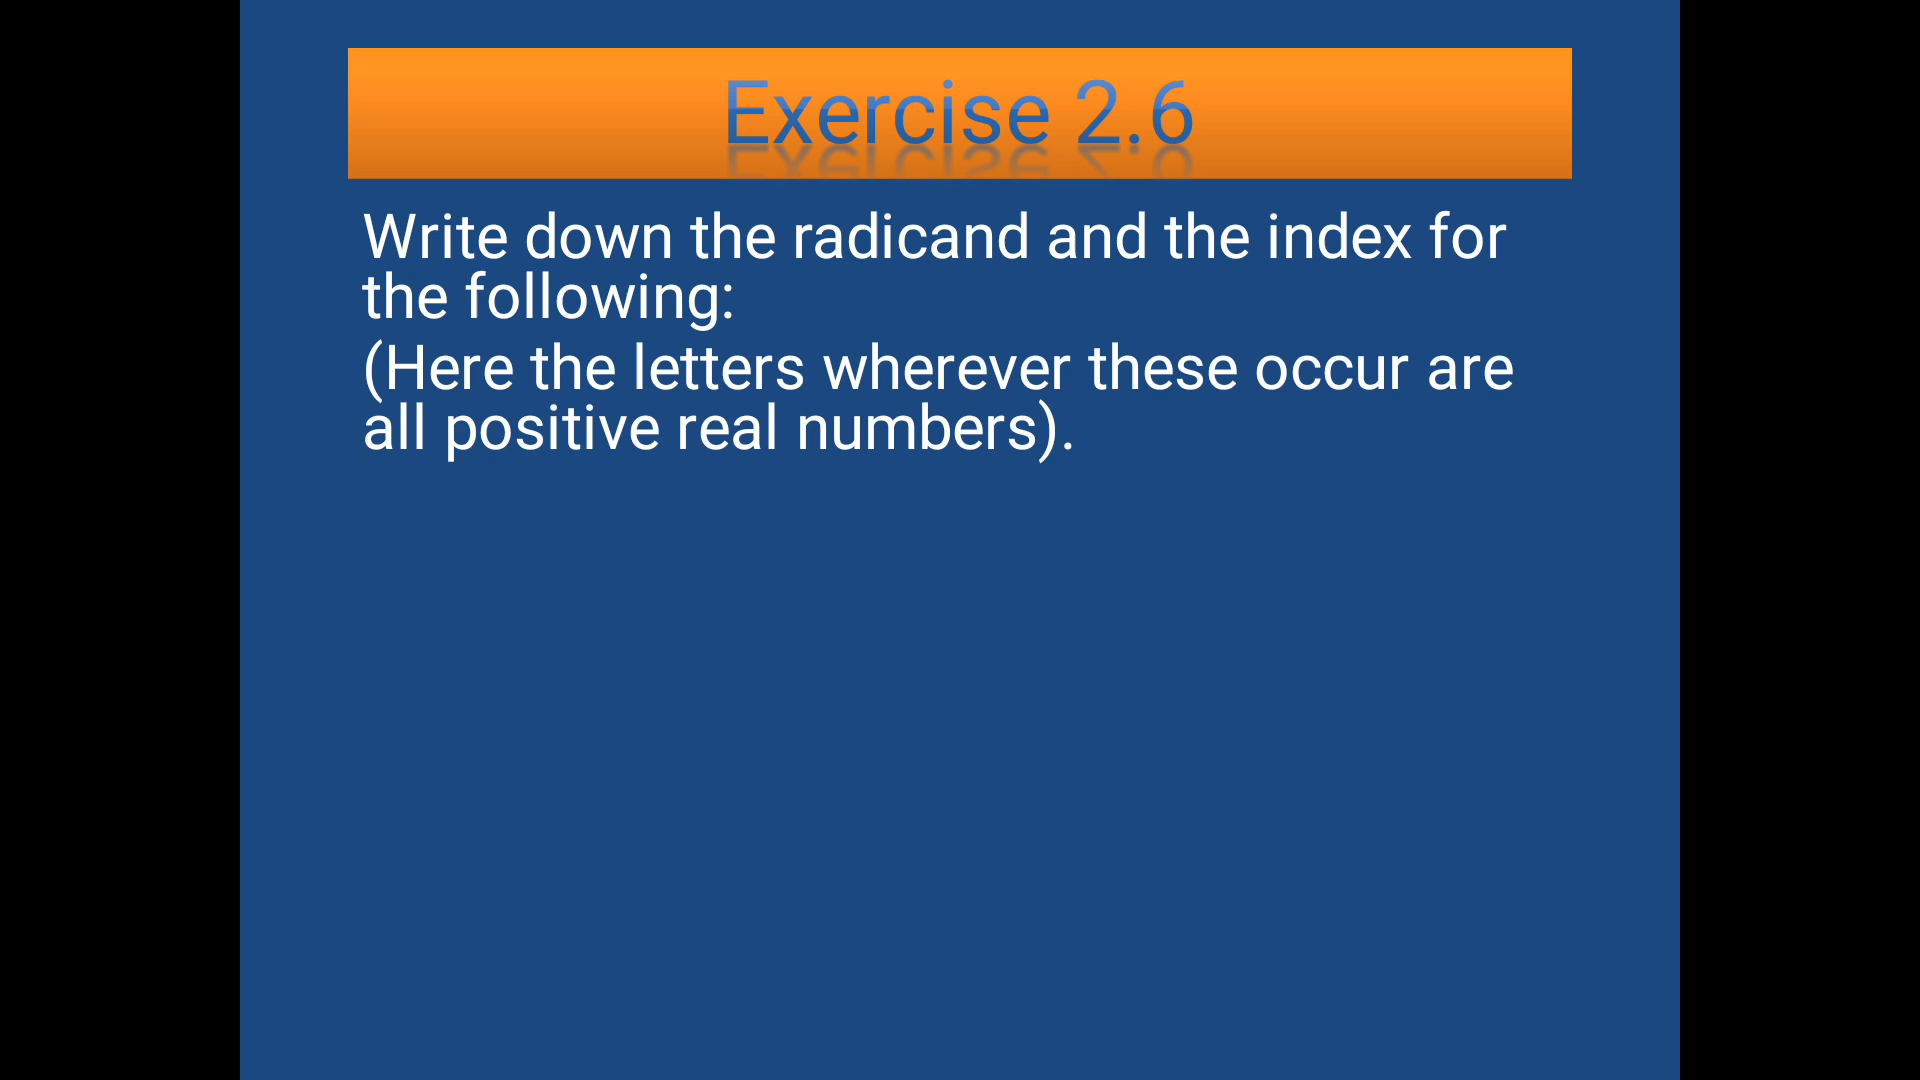 Exercise 2.6
Write down the radicand and the index for
the following:
(Here the letters wherever these occur are
all positive real numbers).